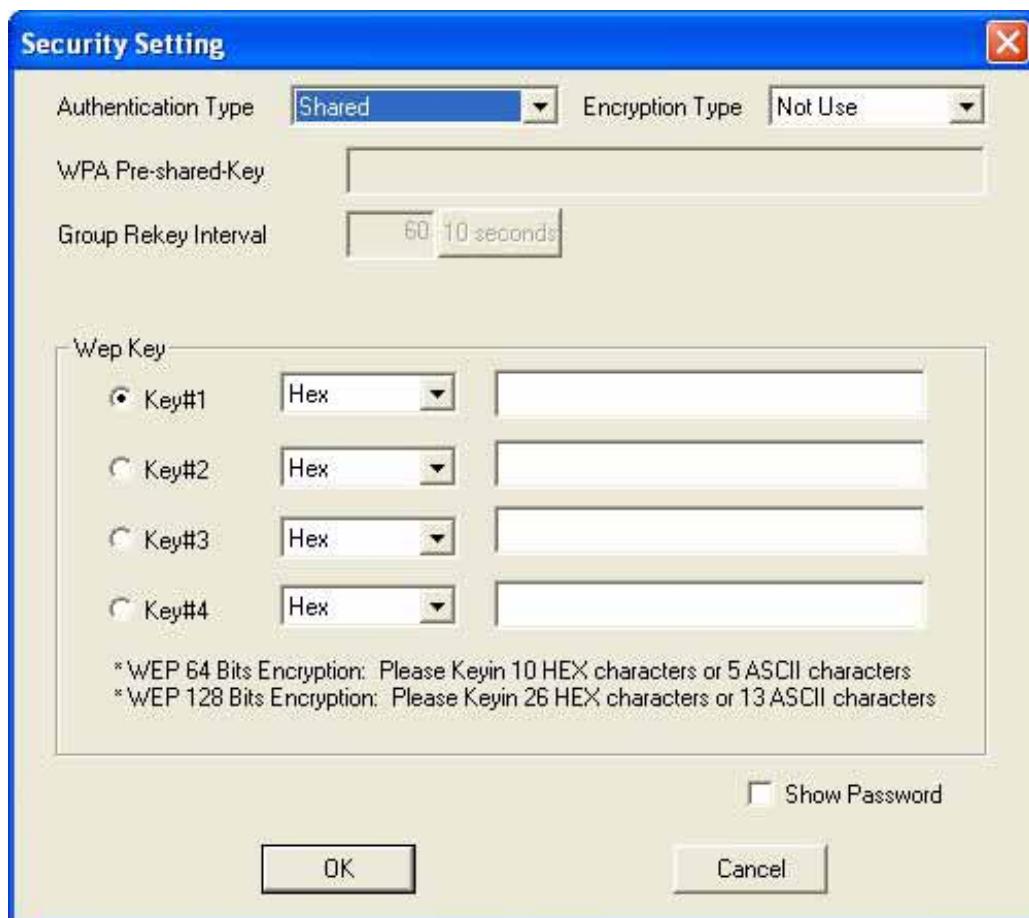 Security Setting
Authentication Type Shared Encryption Type Not Use
WPA Pre-shared-Key
Group Rekey Interval 60 10 seconds
Wep Key
Key#1 Hex
Key#2 Hex
Key#3 Hex
Key#4 Hex
* WEP 64 Bits Encryption: Please Keyin 10 HEX characters or 5 ASCII characters
* WEP 128 Bits Encryption: Please Keyin 26 HEX characters or 13 ASCII characters
Show Password
OK Cancel